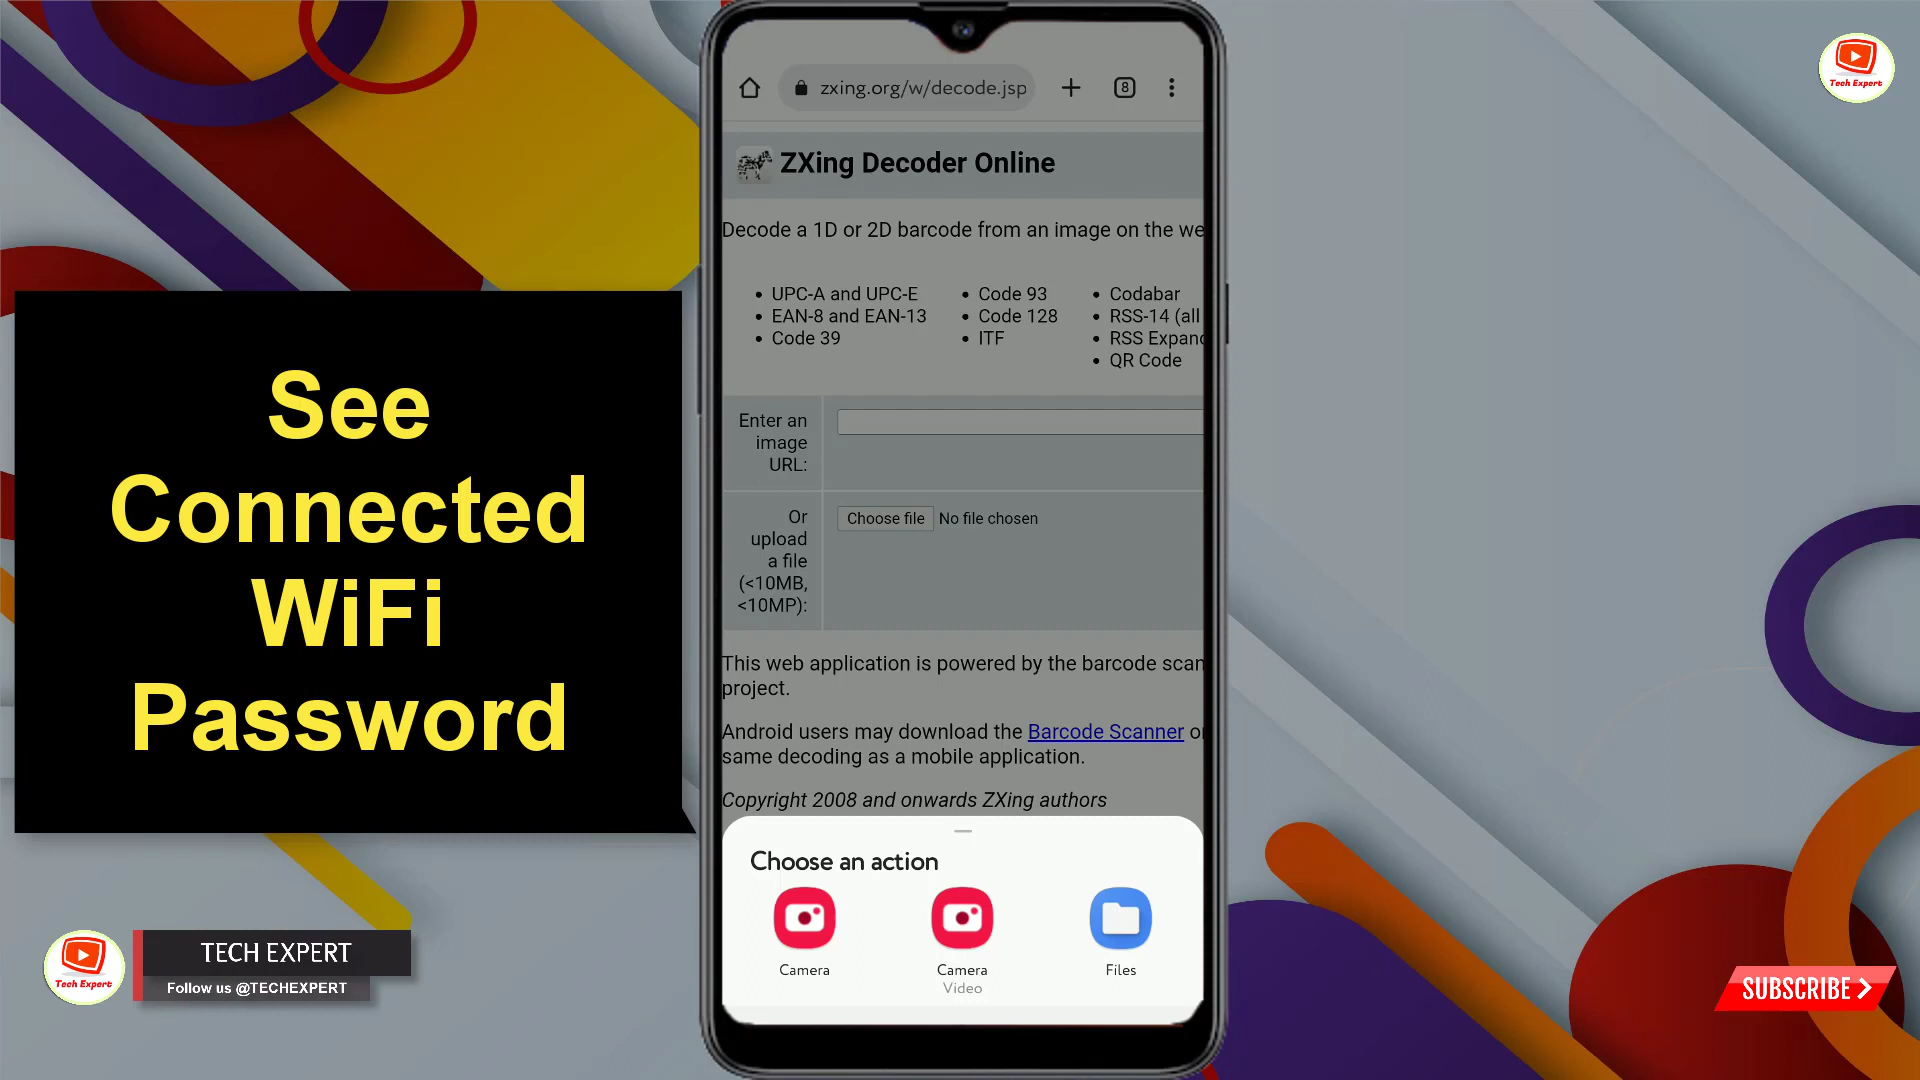 See
Connected
WiFi
Password
Tech Expert
TECH EXPERT
Follow us @TECHEXPERT
zxing.org/w/decode.jsp
8
ZXing Decoder Online
Decode a 1D or 2D barcode from an image on the we
UPC-A and UPC-E
EAN-8 and EAN-13
Code 39
Code 93
Code 128
ITF
Codabar
RSS-14 (all
RSS Expand
QR Code
Enter an
image
URL:
Or
upload
a file
(<10MB,
<10MP):
Choose file No file chosen
This web application is powered by the barcode scan
project.
Android users may download the Barcode Scanner or
same decoding as a mobile application.
Copyright 2008 and onwards ZXing authors
Choose an action
Camera
Camera
Video
Files
Tech Expert
SUBSCRIBE